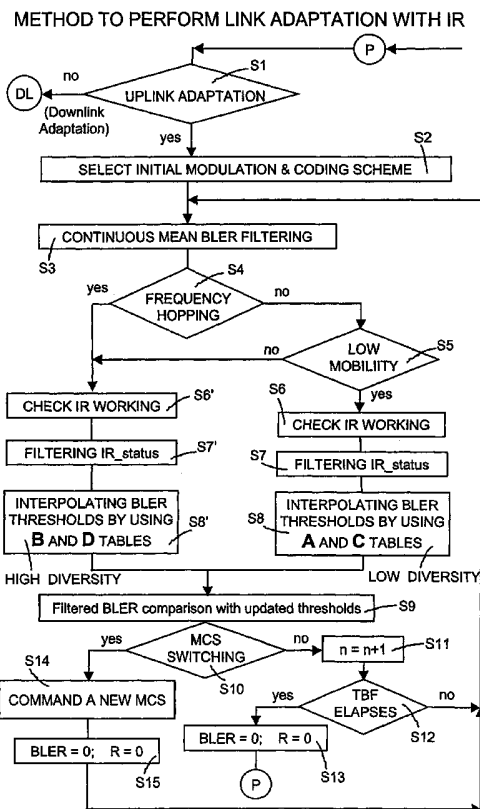 METHOD TO PERFORM LINK ADAPTATION WITH IR
P
S1
no
DL
UPLINK ADAPTATION
(Downlink
Adaptation)
yes
S2
SELECT INITIAL MODULATION & CODING SCHEME
CONTINUOUS MEAN BLER FILTERING
S3
S4
yes
FREQUENCY
HOPPING
no
no
LOW
MOBILIITY
S5
yes
CHECK IR WORKING
S6'
S6
CHECK IR WORKING
FILTERING IR_status
S7'
S7
FILTERING IR_status
INTERPOLATING BLER
THRESHOLDS BY USING
B AND D TABLES
S8'
INTERPOLATING BLER
THRESHOLDS BY USING
S8
A AND C TABLES
HIGH DIVERSITY
LOW DIVERSITY
Filtered BLER comparison with updated thresholds
S9
yes
MCS
SWITCHING
no
n = n+1
S11
S14
S10
COMMAND A NEW MCS
yes
TBF
ELAPSES
no
S12
BLER = 0; R = 0
S15
BLER = 0; R = 0
S13
P